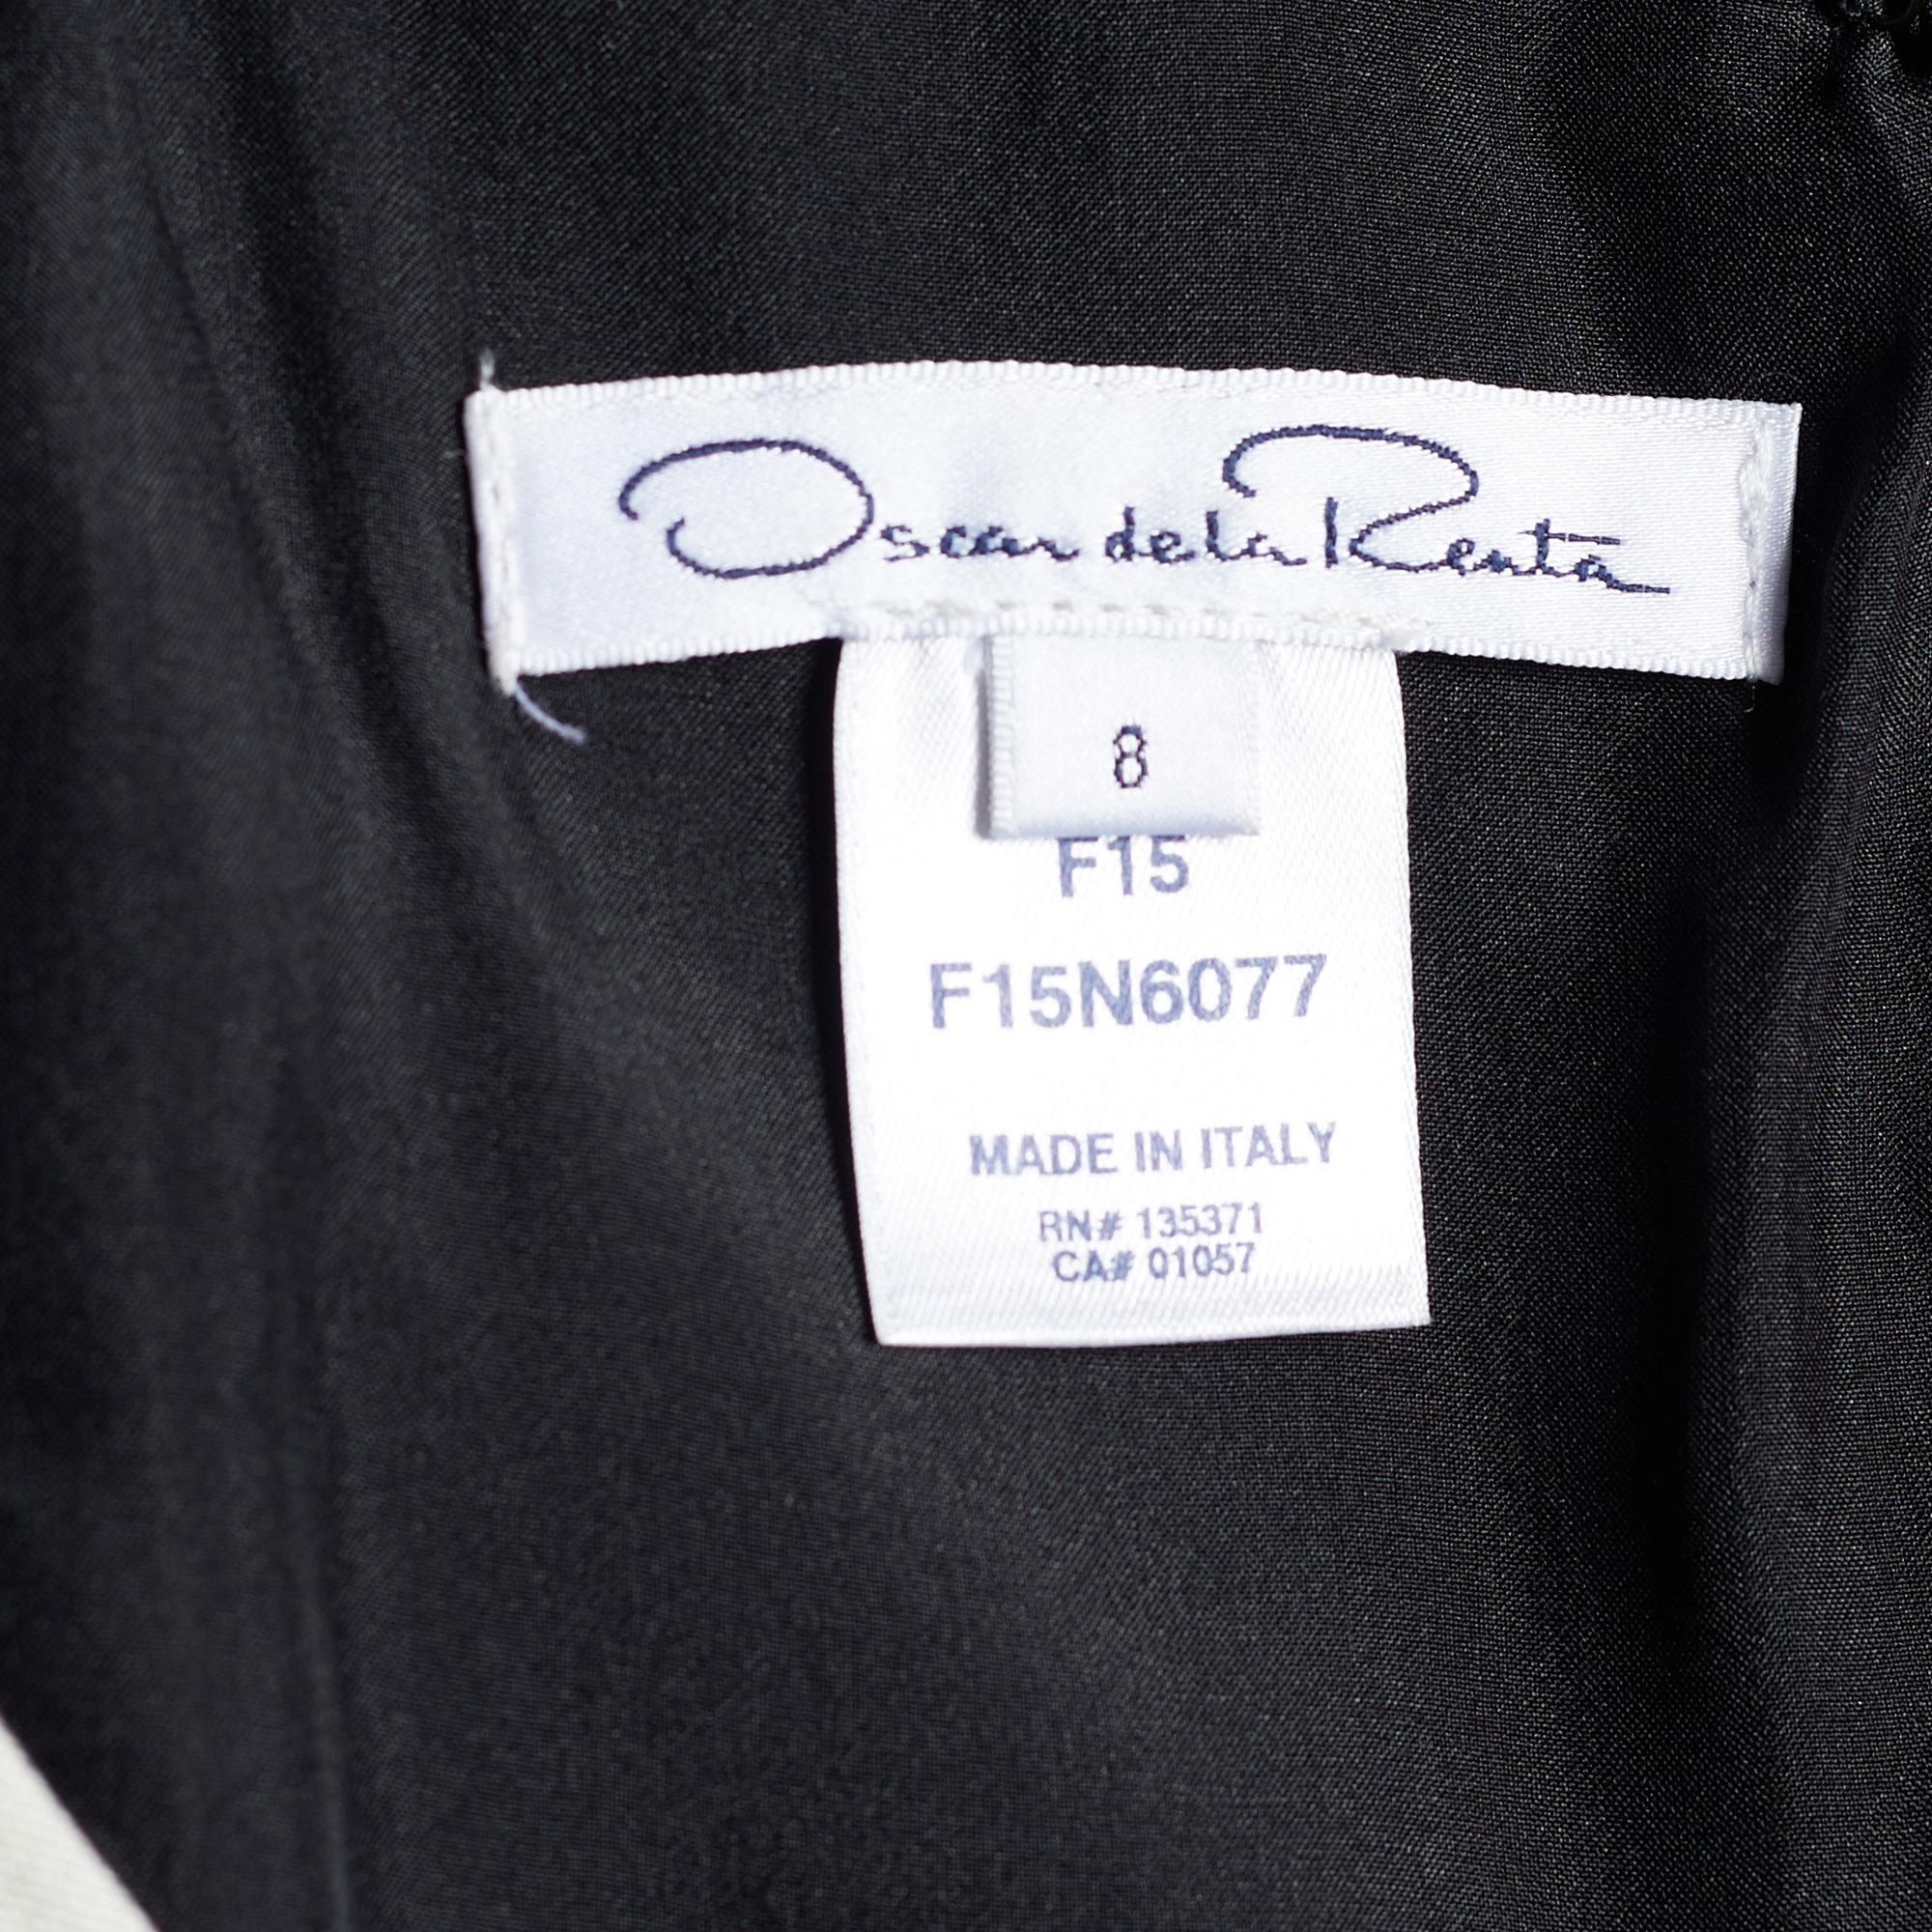 Oscar de la Renta
8
F15
F15N6077
MADE IN ITALY
RN# 135371
CA# 01057